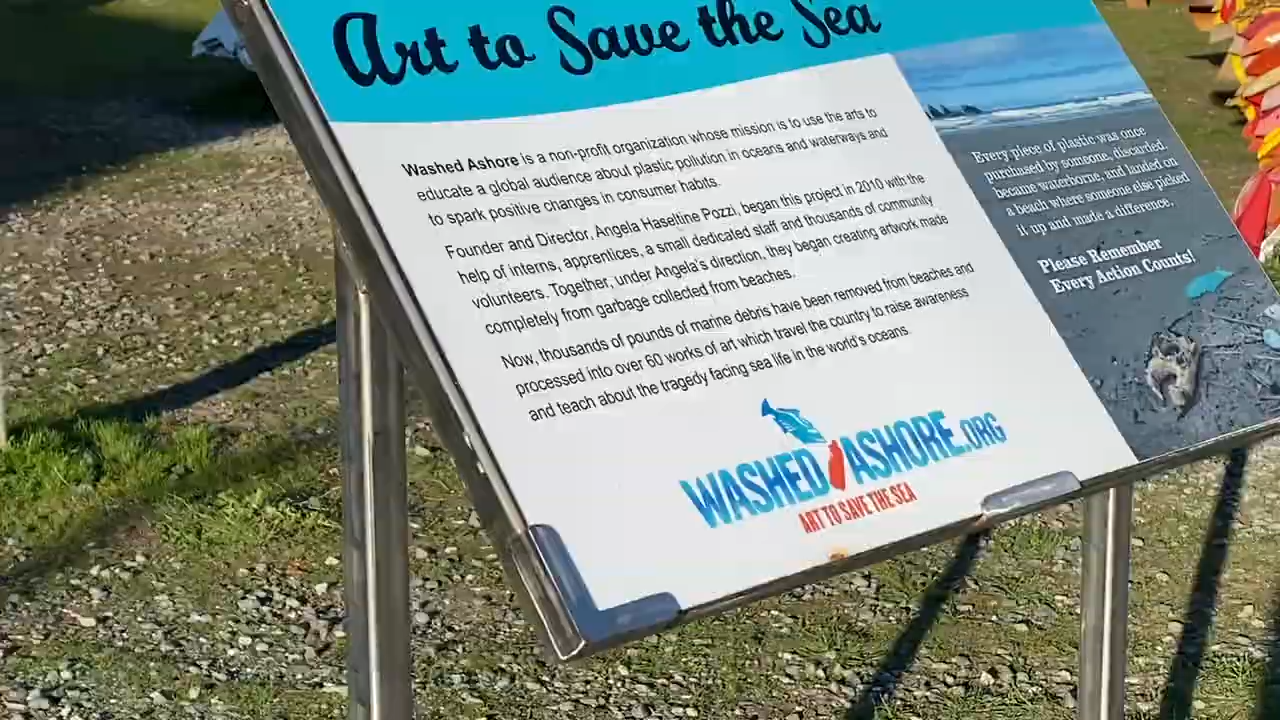 Art to Save the Sea
Washed Ashore is a non-profit organization whose mission is to use the arts to
educate a global audience about plastic pollution in oceans and waterways and
to spark positive changes in consumer habits.
Founder and Director, Angela Haseltine Pozzi, began this project in 2010 with the
help of interns, apprentices, a small dedicated staff and thousands of community
volunteers. Together, under Angela's direction, they began creating artwork made
completely from garbage collected from beaches.
Now, thousands of pounds of marine debris have been removed from beaches and
processed into over 60 works of art which travel the country to raise awareness
and teach about the tragedy facing sea life in the world's oceans.
WASHED ASHORE.ORG
ART TO SAVE THE SEA
Every piece of plastic was once
purchased by someone, discarded,
became waterborne, and landed on
a beach where someone else picked
it up and made a difference.
Please Remember
Every Action Counts!